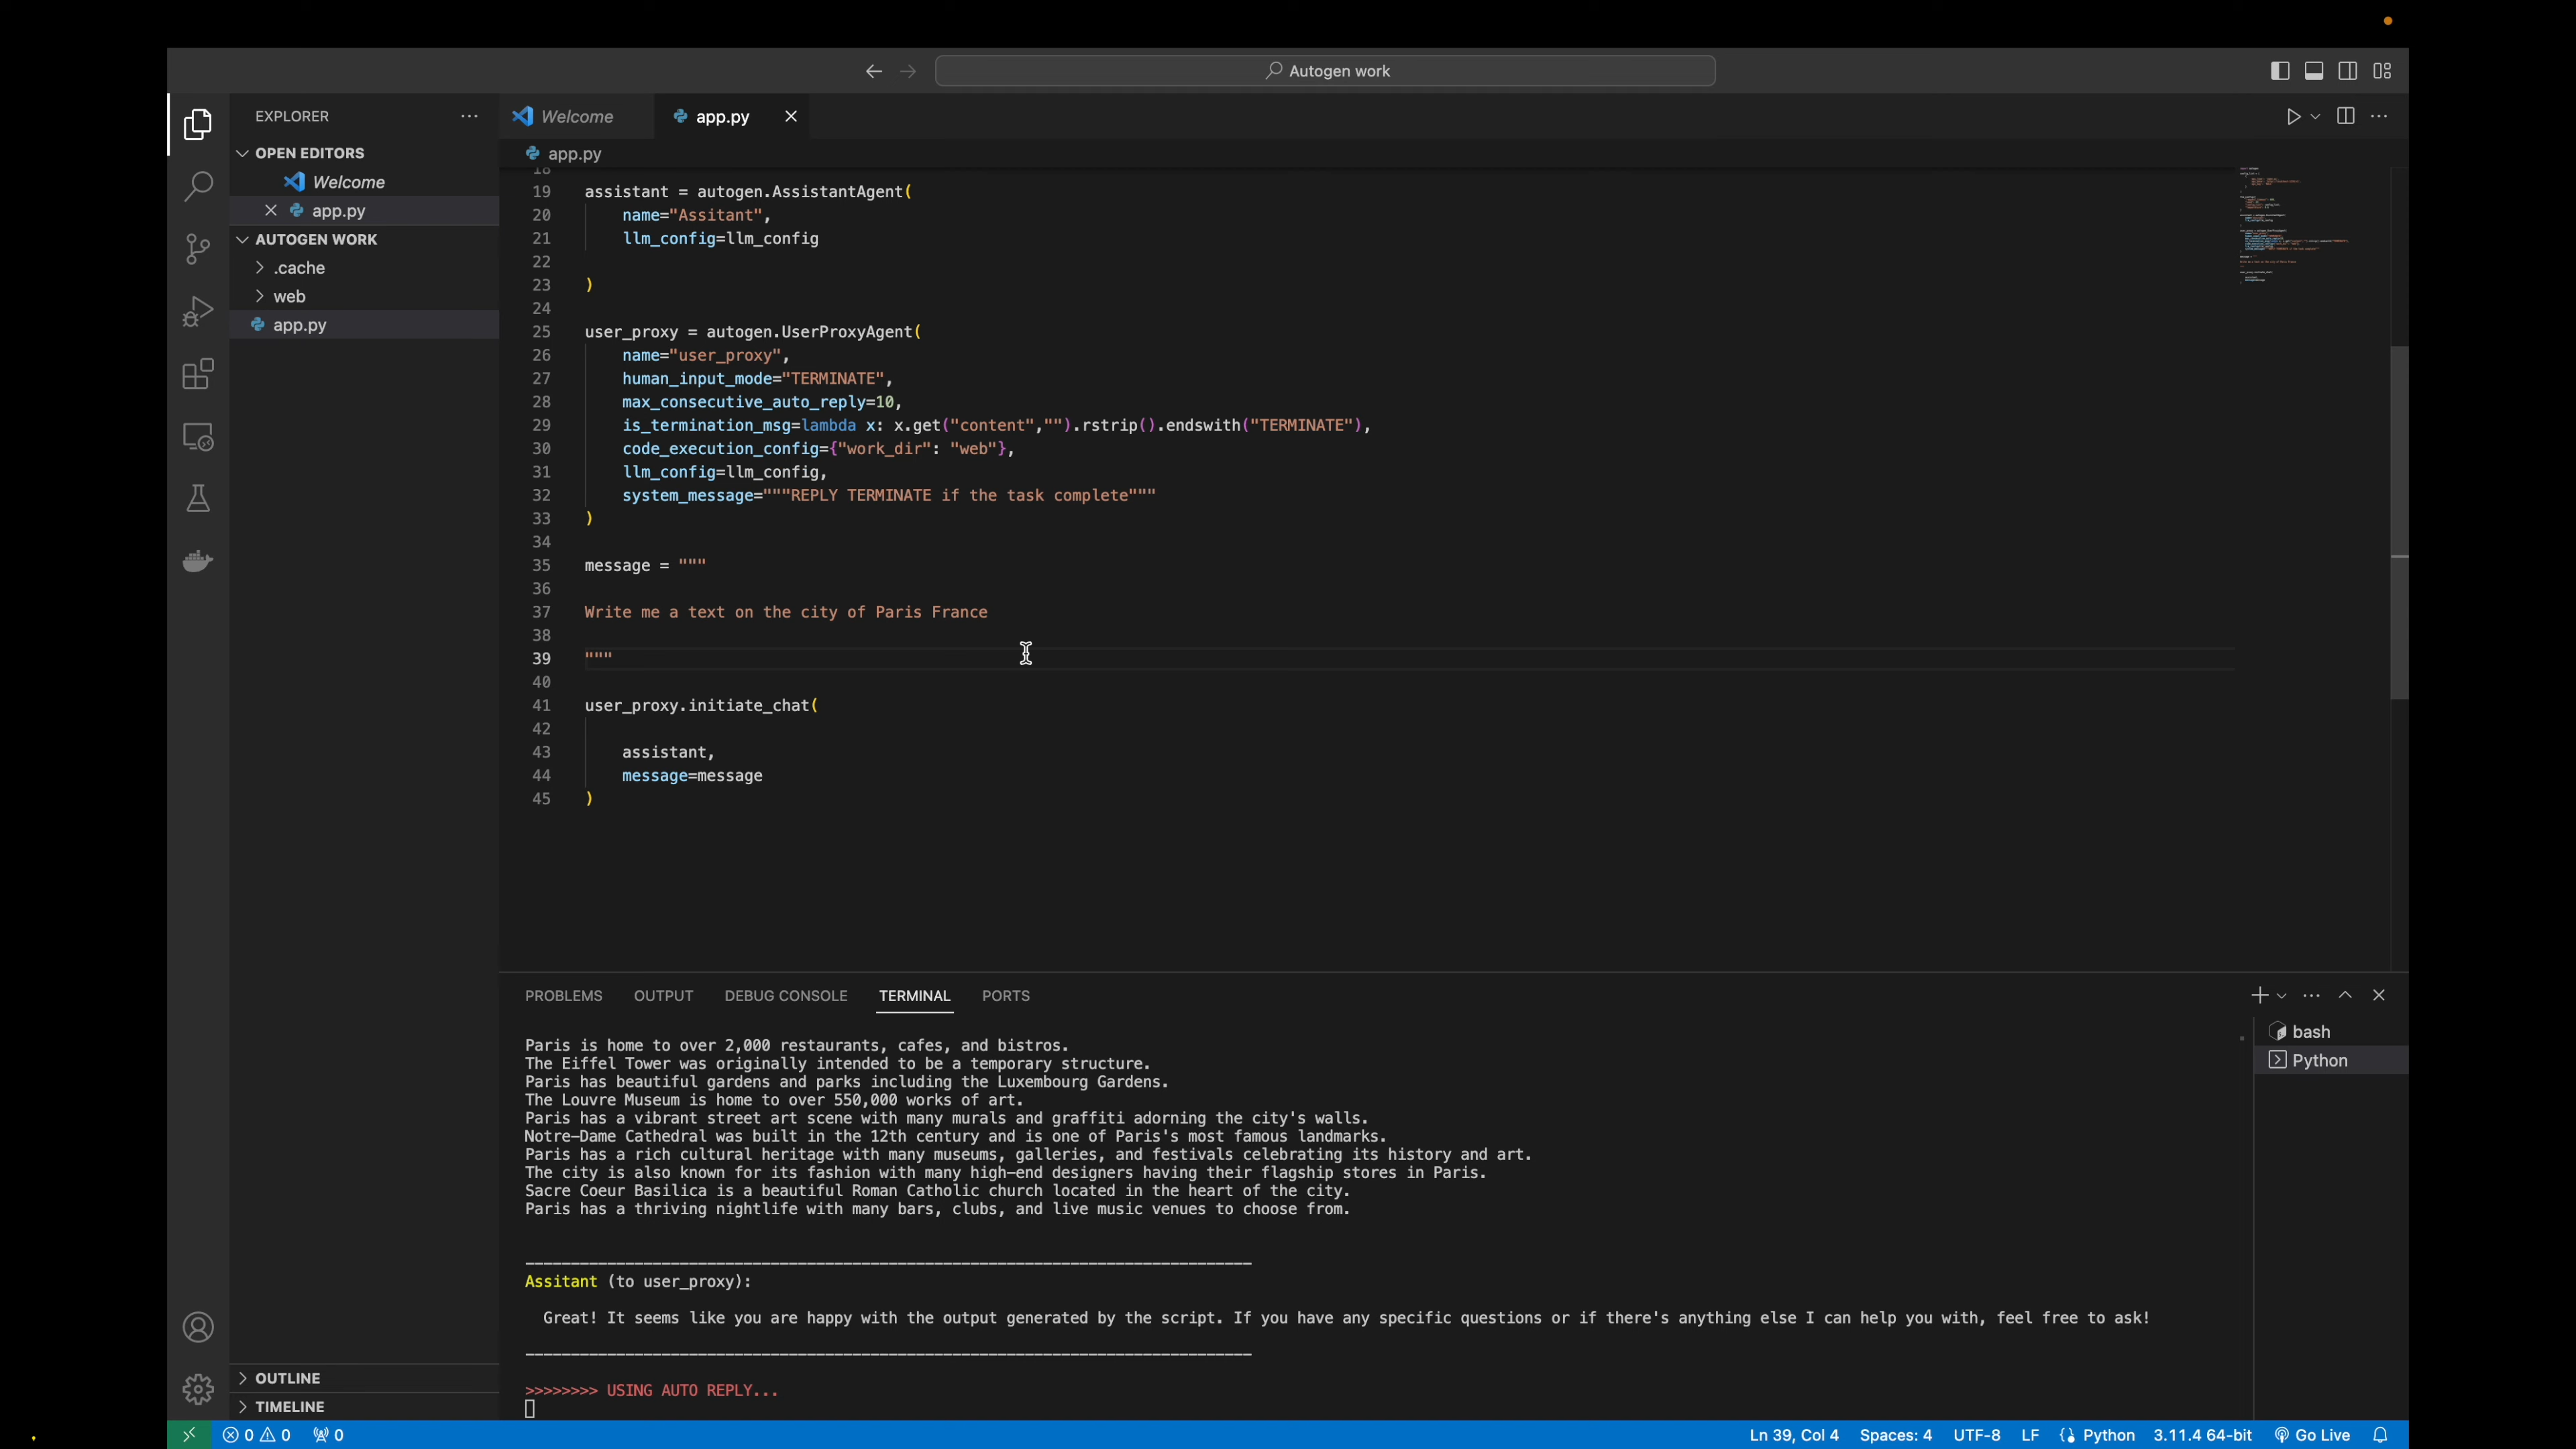 Autogen work
EXPLORER
OPEN EDITORS
Welcome
app.py
AUTOGEN WORK
.cache
web
app.py
OUTLINE
TIMELINE
Welcome
app.py
app.py
18
19 assistant = autogen.AssistantAgent(
20 name="Assitant",
21 llm_config=llm_config
22
23 )
24
25 user_proxy = autogen.UserProxyAgent(
26 name="user_proxy",
27 human_input_mode="TERMINATE",
28 max_consecutive_auto_reply=10,
29 is_termination_msg=lambda x: x.get("content","").rstrip().endswith("TERMINATE"),
30 code_execution_config={"work_dir": "web"},
31 llm_config=llm_config,
32 system_message="""REPLY TERMINATE if the task complete"""
33 )
34
35 message = """
36
37 Write me a text on the city of Paris France
38
39 """
40
41 user_proxy.initiate_chat(
42
43 assistant,
44 message=message
45 )
PROBLEMS OUTPUT DEBUG CONSOLE TERMINAL PORTS
Paris is home to over 2,000 restaurants, cafes, and bistros.
The Eiffel Tower was originally intended to be a temporary structure.
Paris has beautiful gardens and parks including the Luxembourg Gardens.
The Louvre Museum is home to over 550,000 works of art.
Paris has a vibrant street art scene with many murals and graffiti adorning the city's walls.
Notre-Dame Cathedral was built in the 12th century and is one of Paris's most famous landmarks.
Paris has a rich cultural heritage with many museums, galleries, and festivals celebrating its history and art.
The city is also known for its fashion with many high-end designers having their flagship stores in Paris.
Sacre Coeur Basilica is a beautiful Roman Catholic church located in the heart of the city.
Paris has a thriving nightlife with many bars, clubs, and live music venues to choose from.
Assitant (to user_proxy):
Great! It seems like you are happy with the output generated by the script. If you have any specific questions or if there's anything else I can help you with, feel free to ask!
>>>>>>>> USING AUTO REPLY...
bash
Python
0 0 0
Ln 39, Col 4 Spaces: 4 UTF-8 LF Python 3.11.4 64-bit Go Live